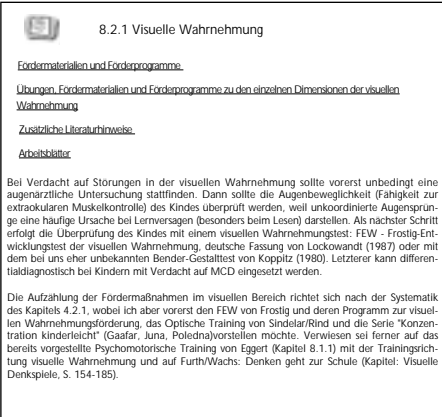 8.2.1 Visuelle Wahrnehmung
Fördermaterialien und Förderprogramme
Übungen, Fördermaterialien und Förderprogramme zu den einzelnen Dimensionen der visuellen
Wahrnehmung
Zusätzliche Literaturhinweise
Arbeitsblätter
Bei Verdacht auf Störungen in der visuellen Wahrnehmung sollte vorerst unbedingt eine
augenärztliche Untersuchung stattfinden. Dann sollte die Augenbeweglichkeit (Fähigkeit zur
extraokularen Muskelkontrolle) des Kindes überprüft werden, weil unkoordinierte Augensprün-
ge eine häufige Ursache bei Lernversagen (besonders beim Lesen) darstellen. Als nächster Schritt
erfolgt die Überprüfung des Kindes mit einem visuellen Wahrnehmungstest: FEW - Frostig-Ent-
wicklungstest der visuellen Wahrnehmung, deutsche Fassung von Lockowandt (1987) oder mit
dem bei uns eher unbekannten Bender-Gestalttest von Koppitz (1980). Letzterer kann differen-
tialdiagnostisch bei Kindern mit Verdacht auf MCD eingesetzt werden.
Die Aufzählung der Fördermaßnahmen im visuellen Bereich richtet sich nach der Systematik
des Kapitels 4.2.1, wobei ich aber vorerst den FEW von Frostig und deren Programm zur visuel-
len Wahrnehmungsförderung, das Optische Training von Sindelar/Rind und die Serie "Konzen-
tration kinderleicht" (Gaafar, Juna, Poledna)vorstellen möchte. Verwiesen sei ferner auf das
bereits vorgestellte Psychomotorische Training von Eggert (Kapitel 8.1.1) mit der Trainingsrich-
tung visuelle Wahrnehmung und auf Furth/Wachs: Denken geht zur Schule (Kapitel: Visuelle
Denkspiele, S. 154-185).